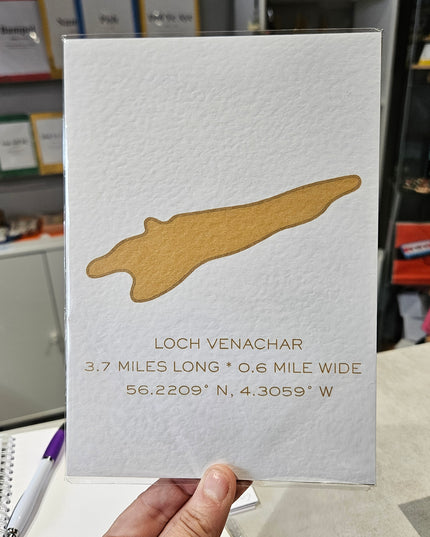 LOCH VENACHAR
3.7 MILES LONG * 0.6 MILE WIDE
56.2209° N, 4.3059° W